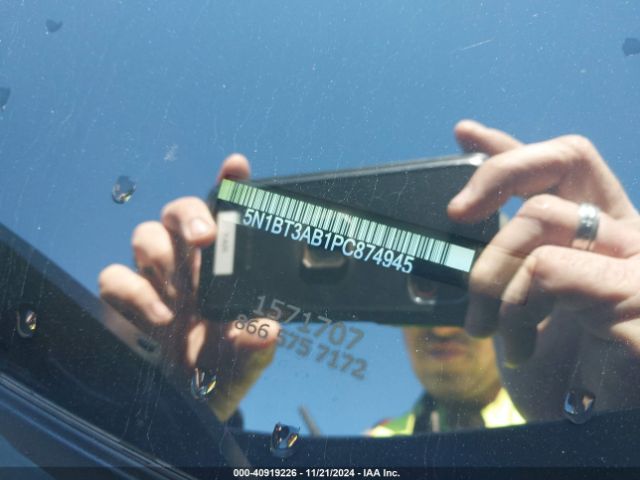 5N1BT3AB1PC874945
1571707
866 575 7172
000-40919226 - 11/21/2024 - IAA Inc.